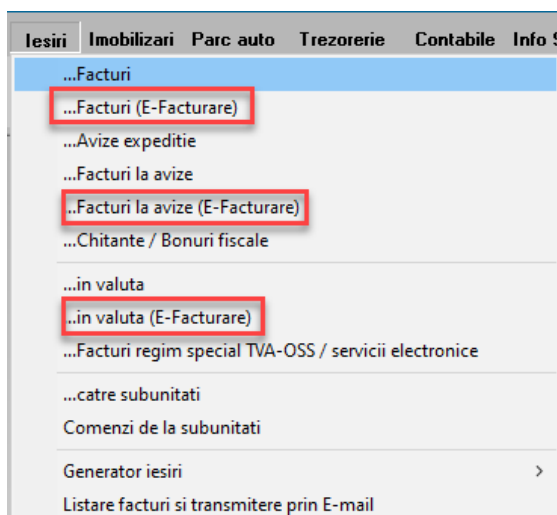 Iesiri Imobilizari Parc auto Trezorerie Contabile Info
...Facturi
...Facturi (E-Facturare)
...Avize expeditie
...Facturi la avize
...Facturi la avize (E-Facturare)
...Chitante / Bonuri fiscale
...in valuta
...in valuta (E-Facturare)
...Facturi regim special TVA-OSS / servicii electronice
...catre subunitati
Comenzi de la subunitati
Generator iesiri
Listare facturi si transmitere prin E-mail